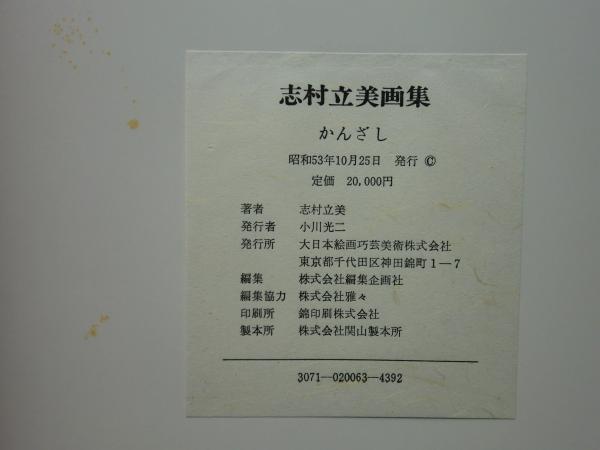 志村立美画集
かんざし
昭和53年10月25日　発行 ©
定価　20,000円
著者　志村立美
発行者　小川光二
発行所　大日本絵画巧芸美術株式会社
東京都千代田区神田錦町1―7
編集　株式会社編集企画社
編集協力　株式会社雅々
印刷所　錦印刷株式会社
製本所　株式会社関山製本所
3071―020063―4392